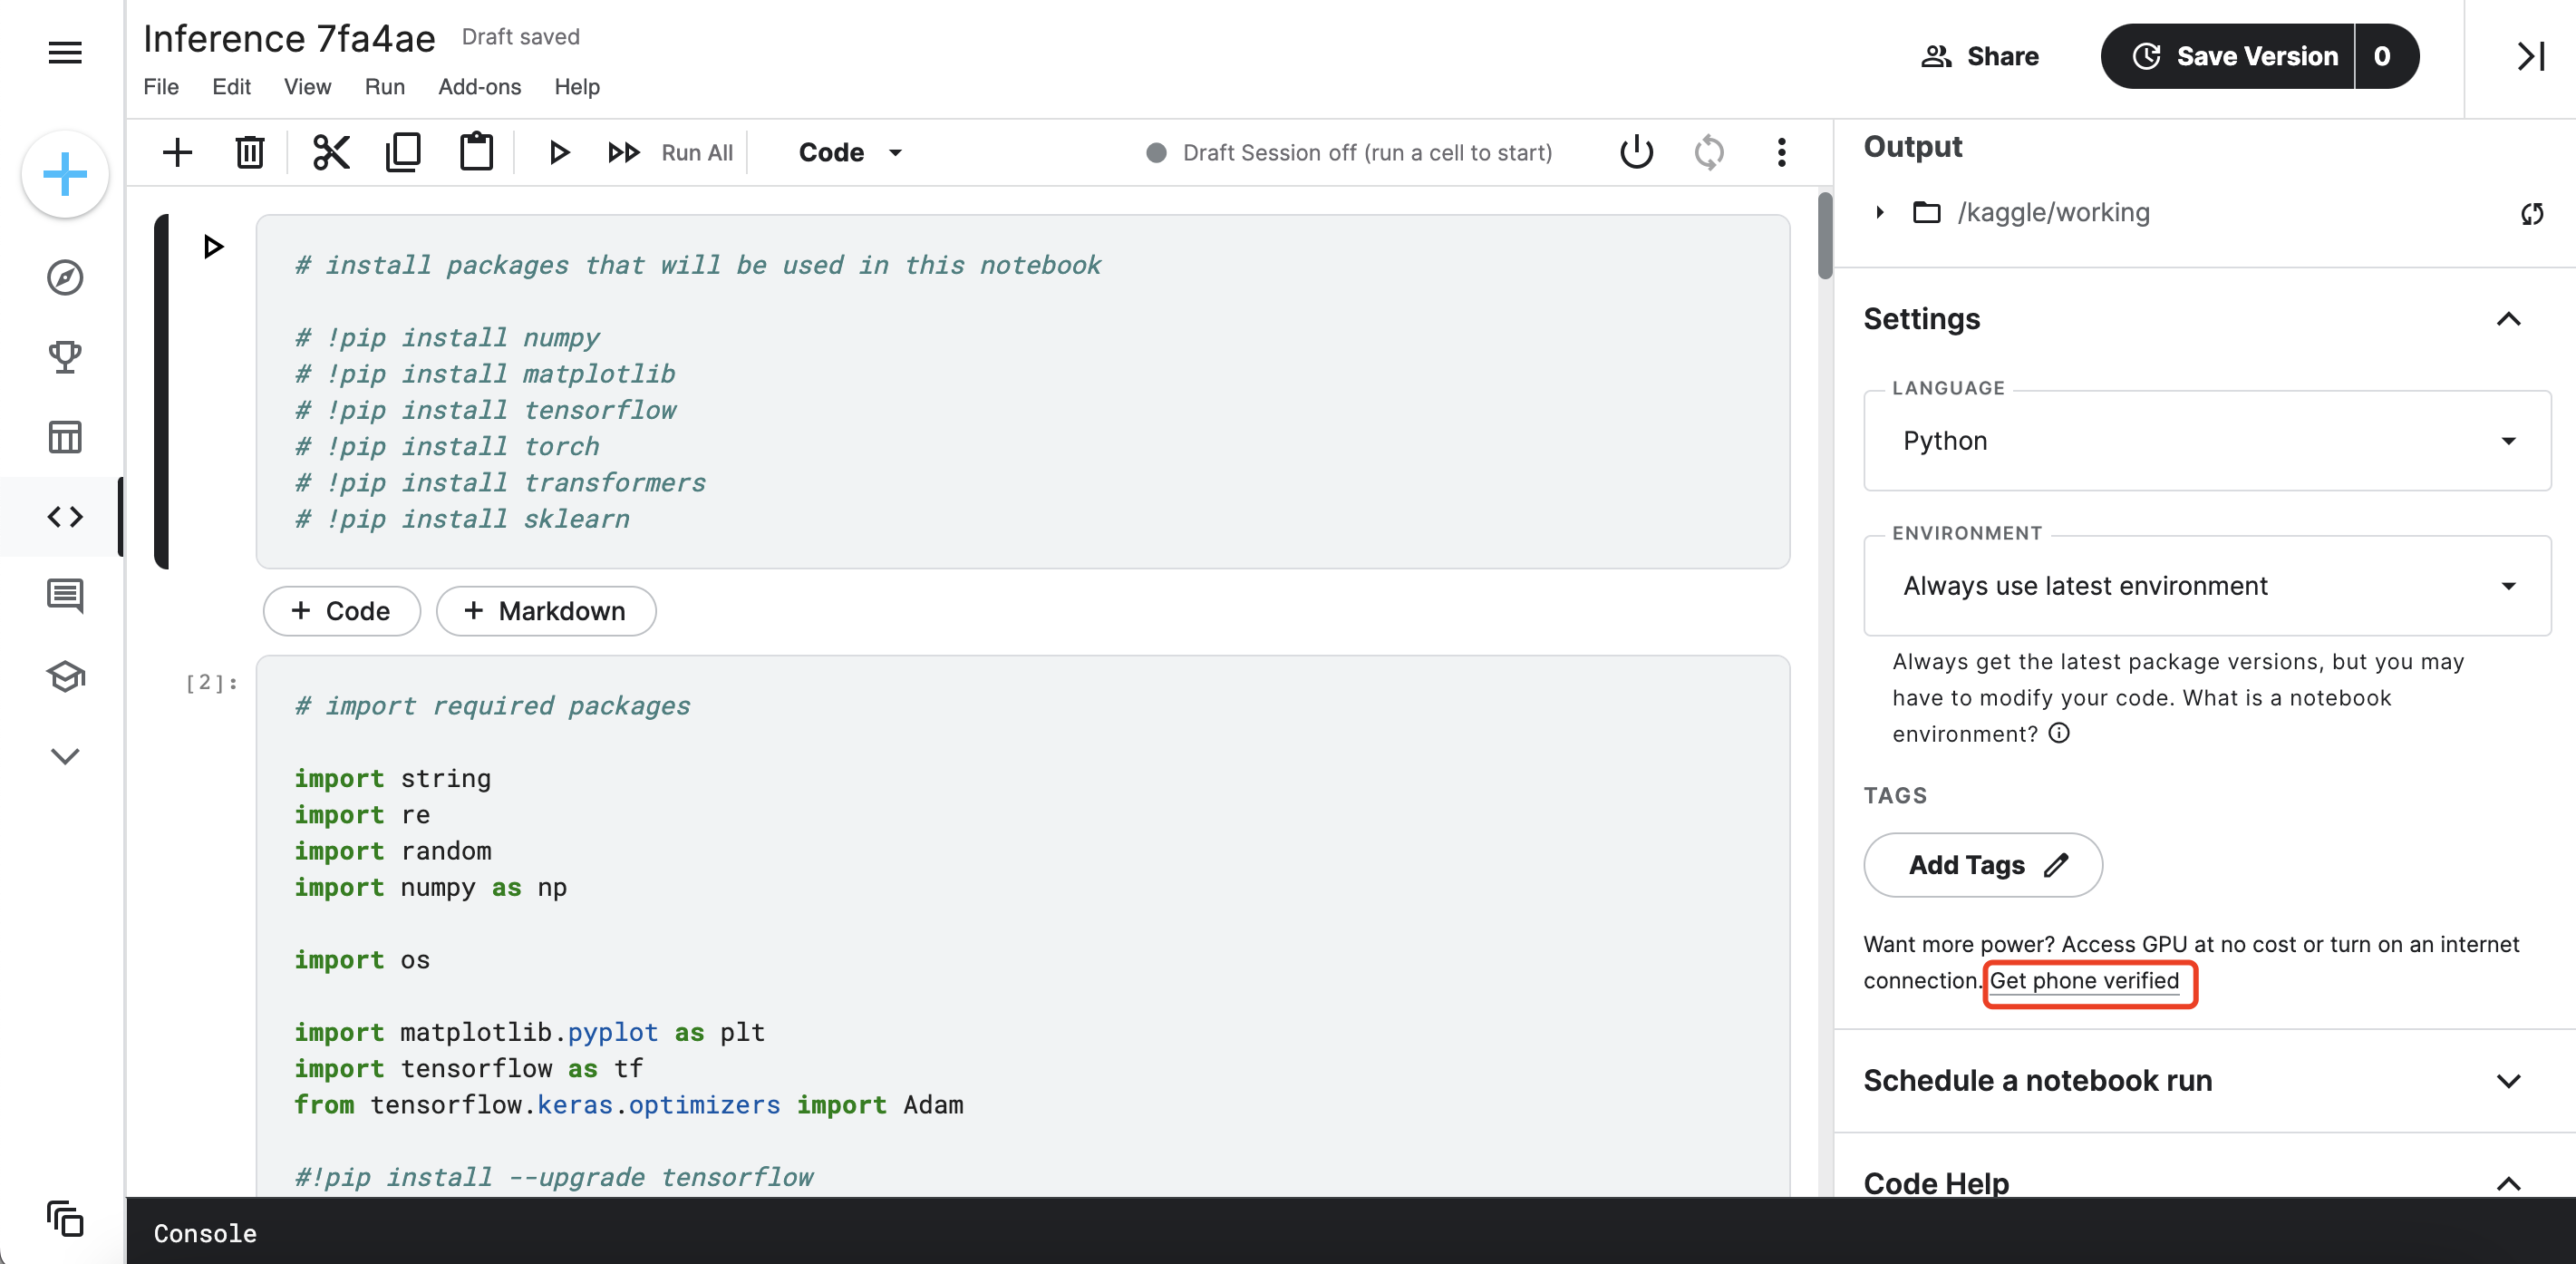 Inference 7fa4ae Draft saved
File Edit View Run Add-ons Help
Share
Save Version 0
Run All
Code
Draft Session off (run a cell to start)
# install packages that will be used in this notebook
# !pip install numpy
# !pip install matplotlib
# !pip install tensorflow
# !pip install torch
# !pip install transformers
# !pip install sklearn
+ Code + Markdown
[2]:
# import required packages
import string
import re
import random
import numpy as np
import os
import matplotlib.pyplot as plt
import tensorflow as tf
from tensorflow.keras.optimizers import Adam
#!pip install --upgrade tensorflow
Console
Output
/kaggle/working
Settings
LANGUAGE
Python
ENVIRONMENT
Always use latest environment
Always get the latest package versions, but you may
have to modify your code. What is a notebook
environment?
TAGS
Add Tags
Want more power? Access GPU at no cost or turn on an internet
connection. Get phone verified
Schedule a notebook run
Code Help